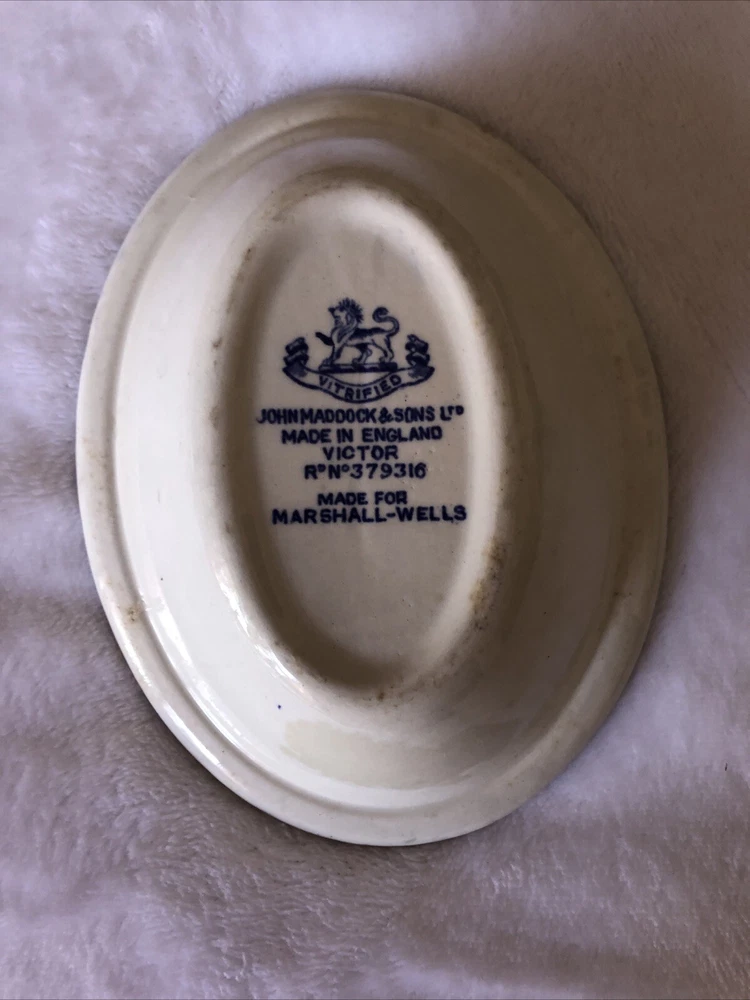 VITRIFIED
JOHN MADDOCK & SONS LTD
MADE IN ENGLAND
VICTOR
RD NO 379316
MADE FOR
MARSHALL-WELLS